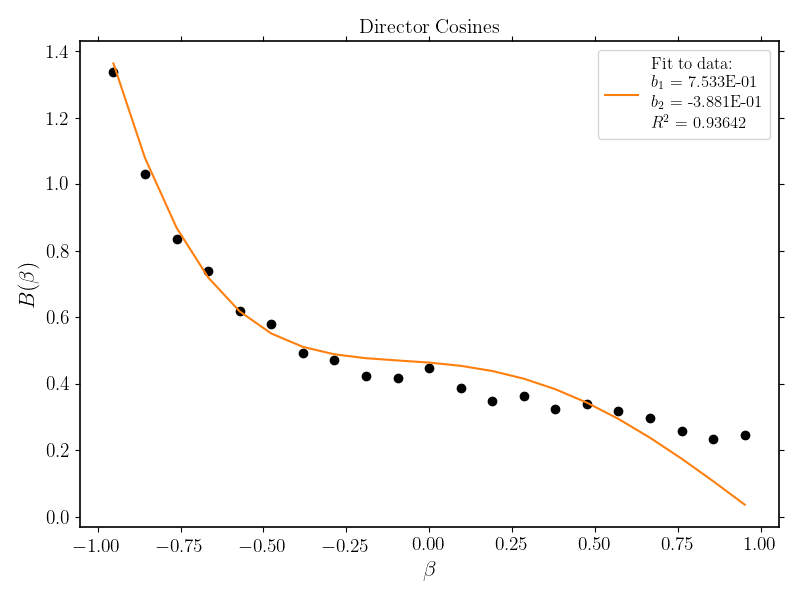 Director Cosines
Fit to data:
b₁ = 7.533E-01
b₂ = -3.881E-01
R² = 0.93642
B(β)
1.4
1.2
1.0
0.8
0.6
0.4
0.2
0.0
−1.00 −0.75 −0.50 −0.25 0.00 0.25 0.50 0.75 1.00
β